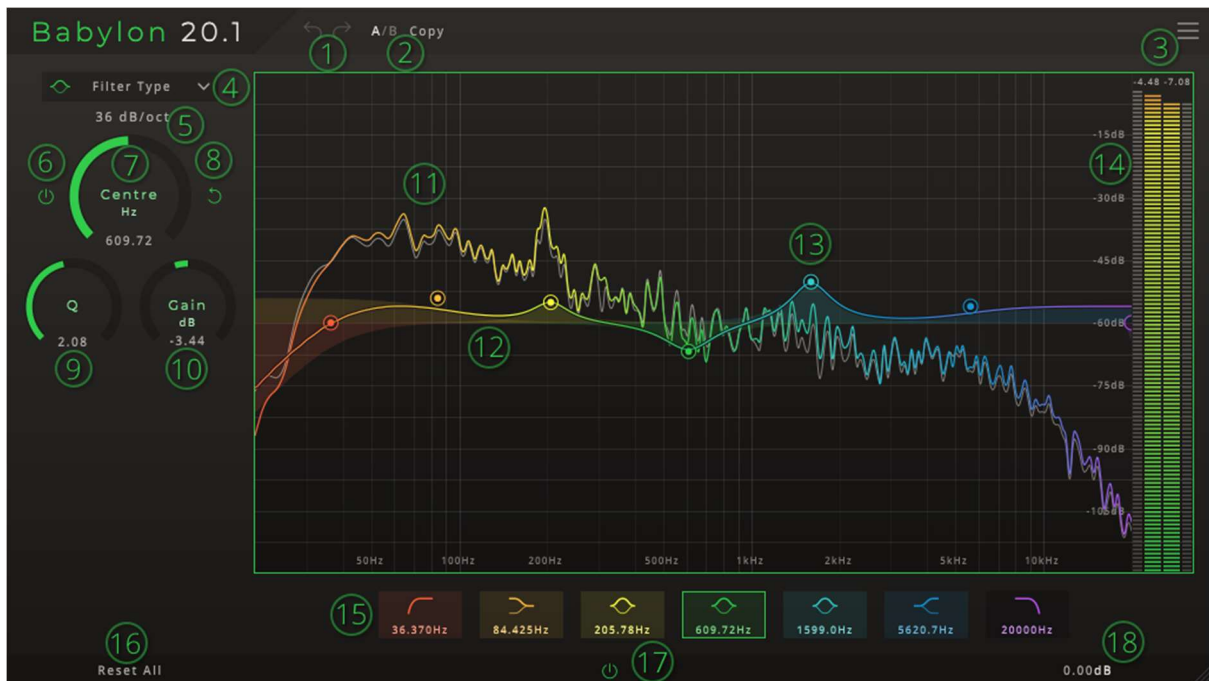 Babylon 20.1
A/B Copy
1
2
3
-4.48 -7.08
Filter Type
4
36 dB/oct
5
6
7
8
Centre
Hz
609.72
Q
2.08
9
Gain
dB
-3.44
10
11
12
13
14
-15dB
-30dB
-45dB
-60dB
-75dB
-90dB
-105dB
50Hz 100Hz 200Hz 500Hz 1kHz 2kHz 5kHz 10kHz
15
36.370Hz 84.425Hz 205.78Hz 609.72Hz 1599.0Hz 5620.7Hz 20000Hz
16
Reset All
17
18
0.00dB